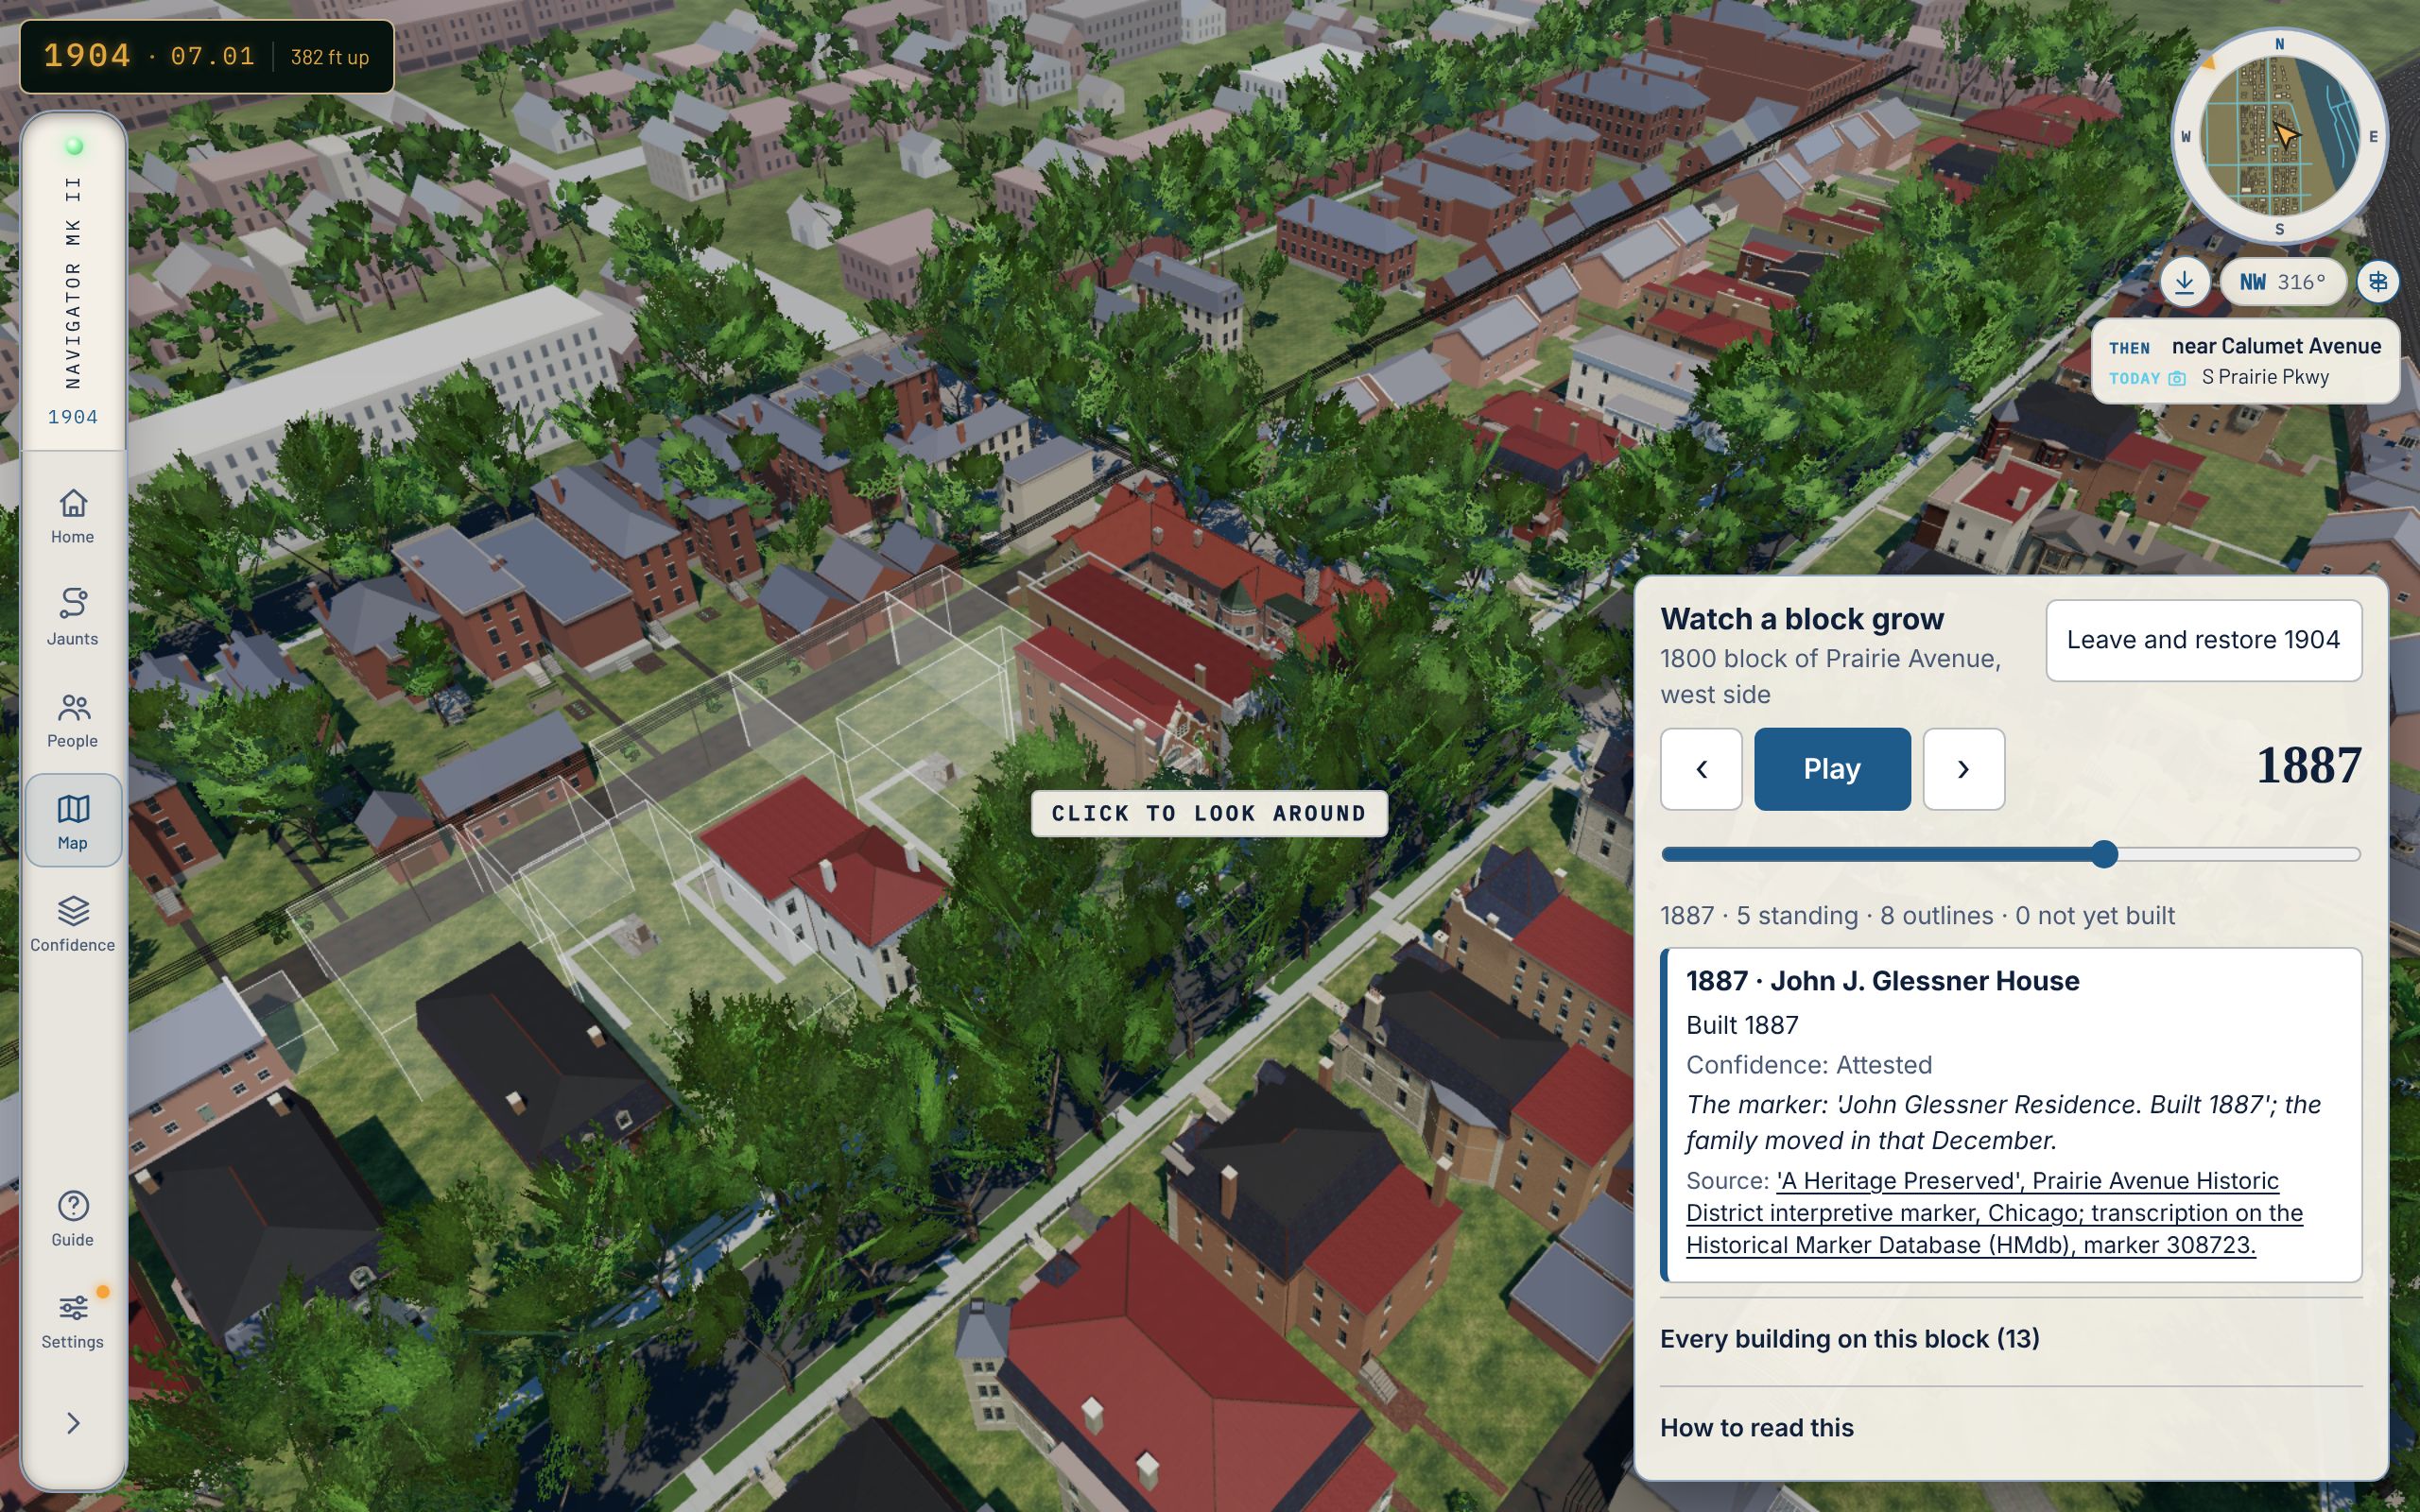 1904 · 07.01 382 ft up
NAVIGATOR MK II
1904
Home
Jaunts
People
Map
Confidence
Guide
Settings
N
W
E
S
NW 316°
THEN near Calumet Avenue
TODAY S Prairie Pkwy
CLICK TO LOOK AROUND
Watch a block grow
1800 block of Prairie Avenue,
west side
Leave and restore 1904
‹ Play ›
1887
1887 · 5 standing · 8 outlines · 0 not yet built
1887 · John J. Glessner House
Built 1887
Confidence: Attested
The marker: 'John Glessner Residence. Built 1887'; the
family moved in that December.
Source: 'A Heritage Preserved', Prairie Avenue Historic
District interpretive marker, Chicago; transcription on the
Historical Marker Database (HMdb), marker 308723.
Every building on this block (13)
How to read this